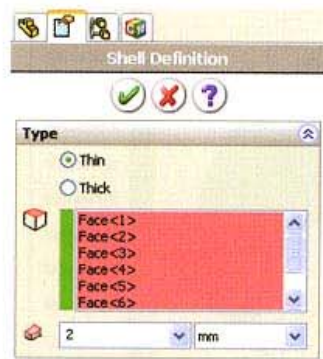 Shell Definition
?
Type
Thin
Thick
Face<1>
Face<2>
Face<3>
Face<4>
Face<5>
Face<6>
2 mm